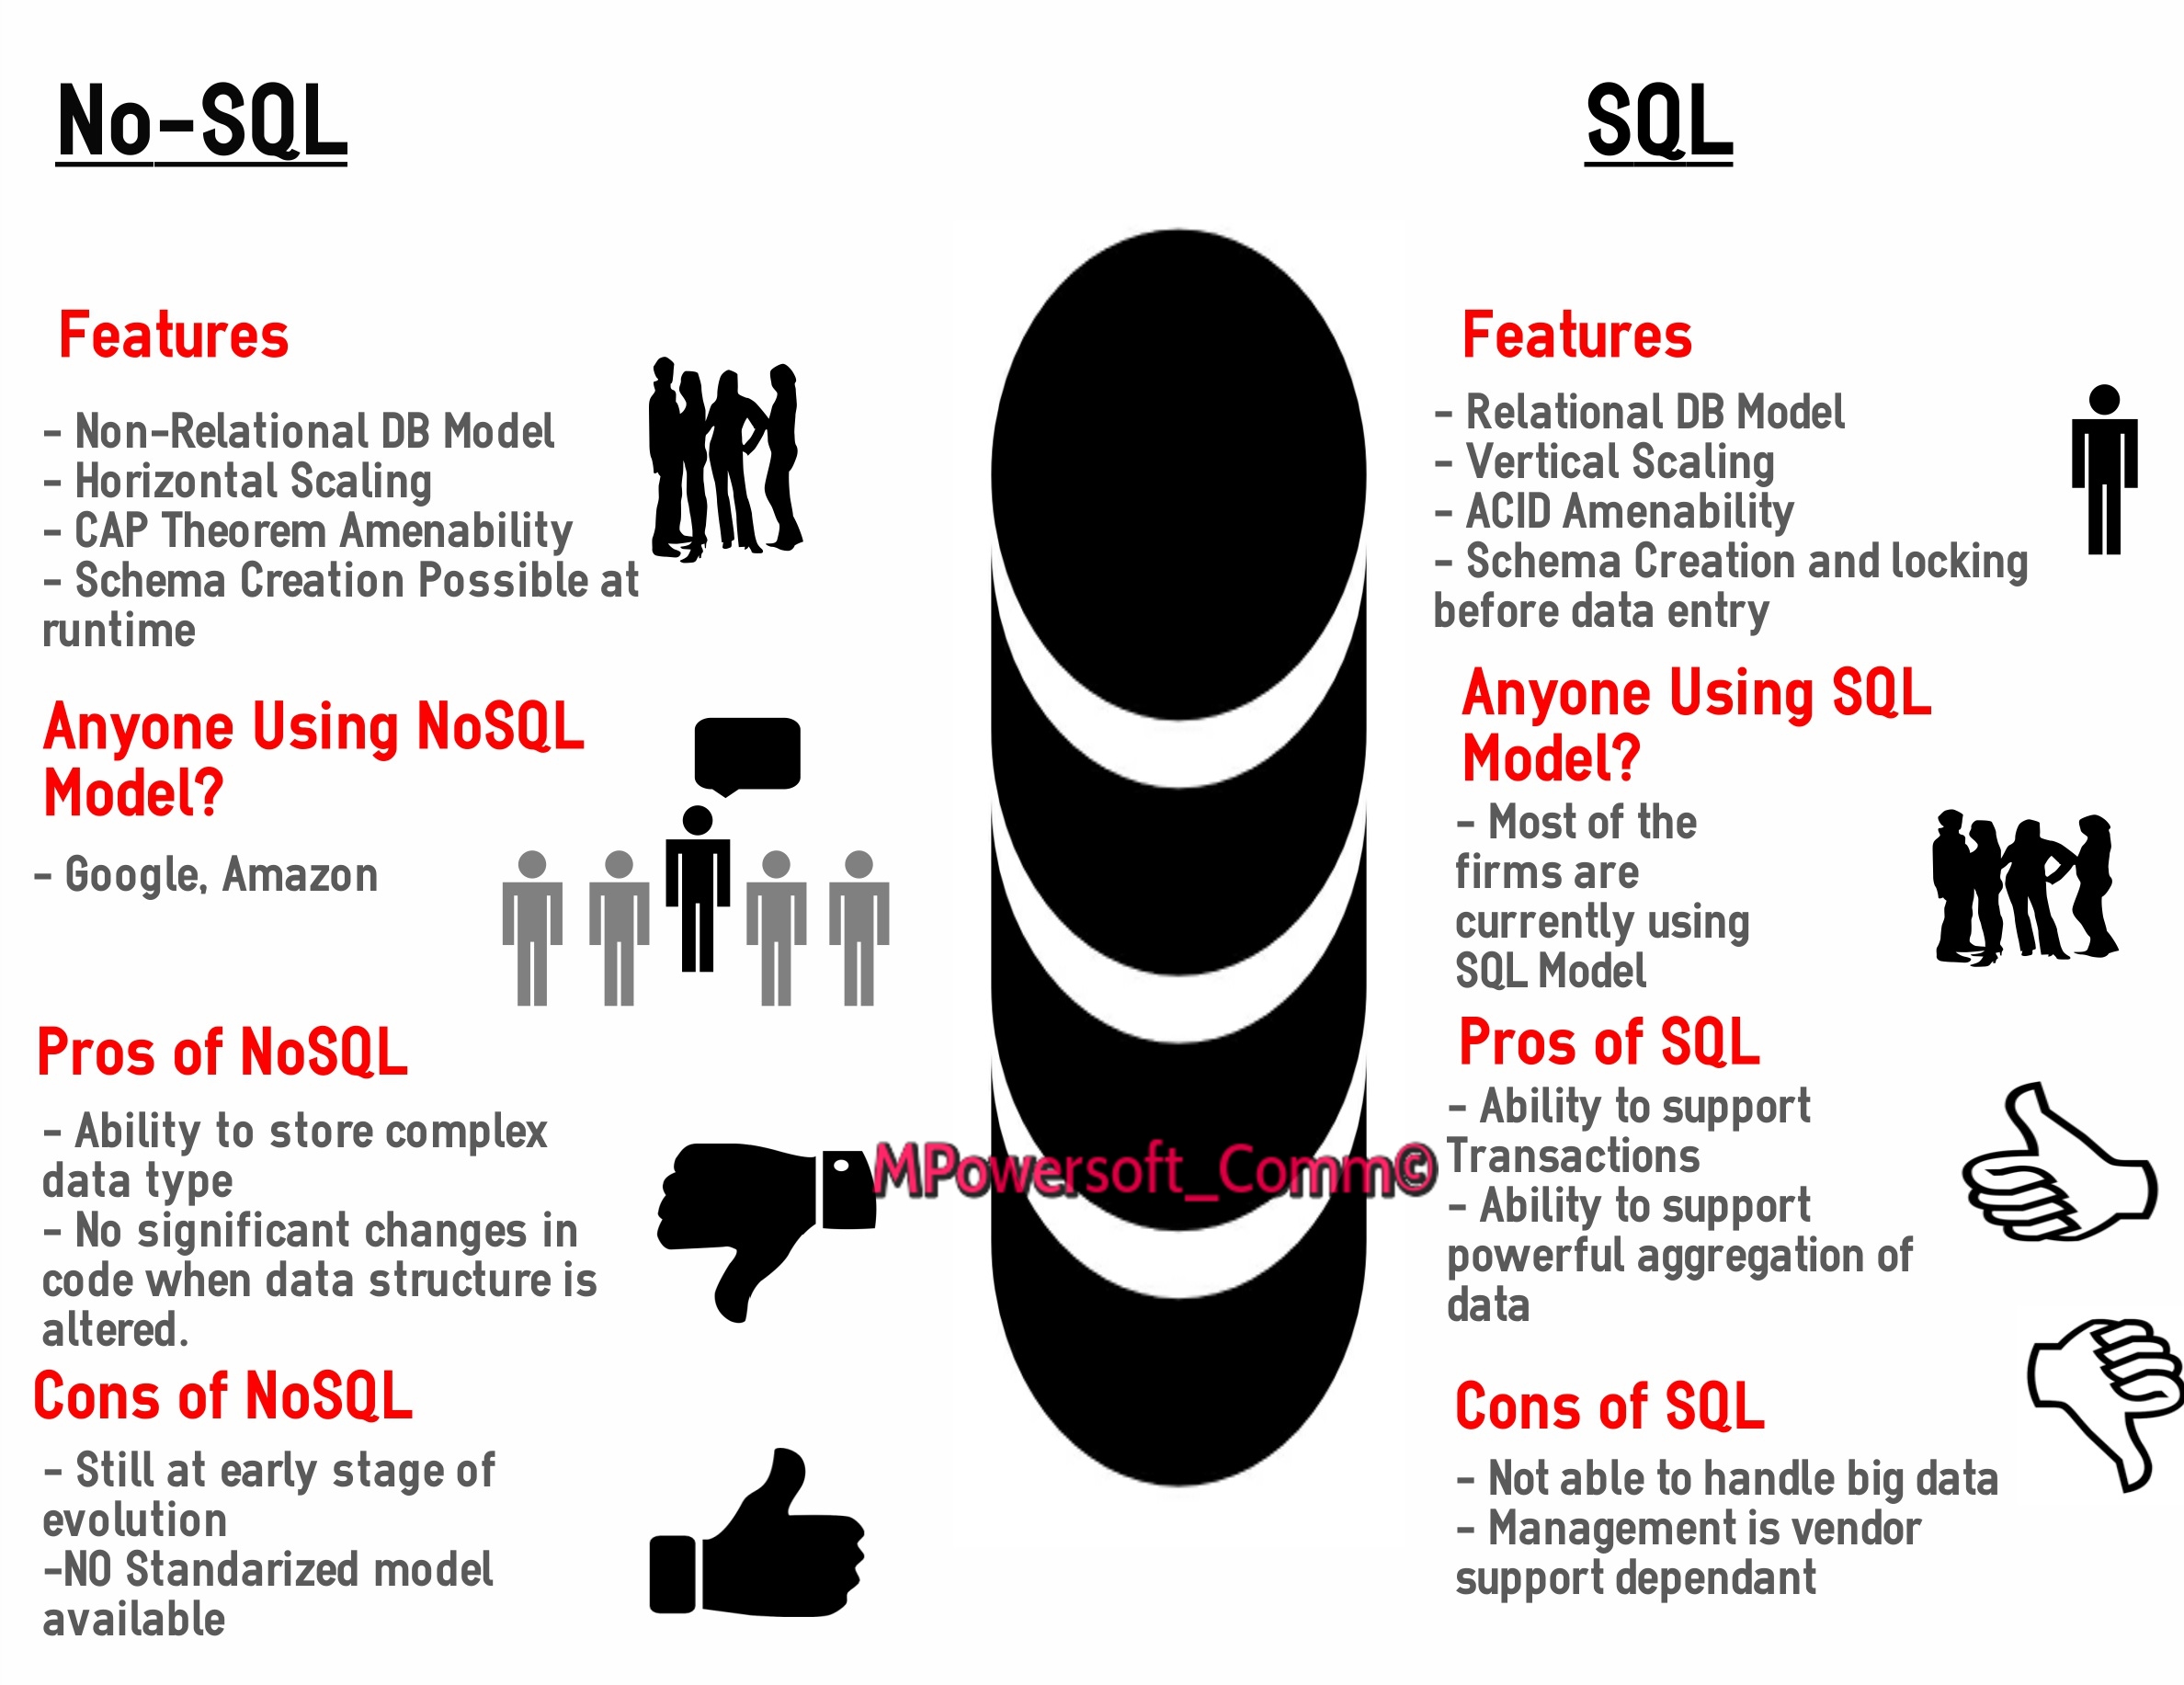 No-SQL
Features
- Non-Relational DB Model
- Horizontal Scaling
- CAP Theorem Amenability
- Schema Creation Possible at
runtime
Anyone Using NoSQL
Model?
- Google, Amazon
Pros of NoSQL
- Ability to store complex
data type
- No significant changes in
code when data structure is
altered.
Cons of NoSQL
- Still at early stage of
evolution
-NO Standarized model
available
MPowersoft_Comm©
SQL
Features
- Relational DB Model
- Vertical Scaling
- ACID Amenability
- Schema Creation and locking
before data entry
Anyone Using SQL
Model?
- Most of the
firms are
currently using
SQL Model
Pros of SQL
- Ability to support
Transactions
- Ability to support
powerful aggregation of
data
Cons of SQL
- Not able to handle big data
- Management is vendor
support dependant